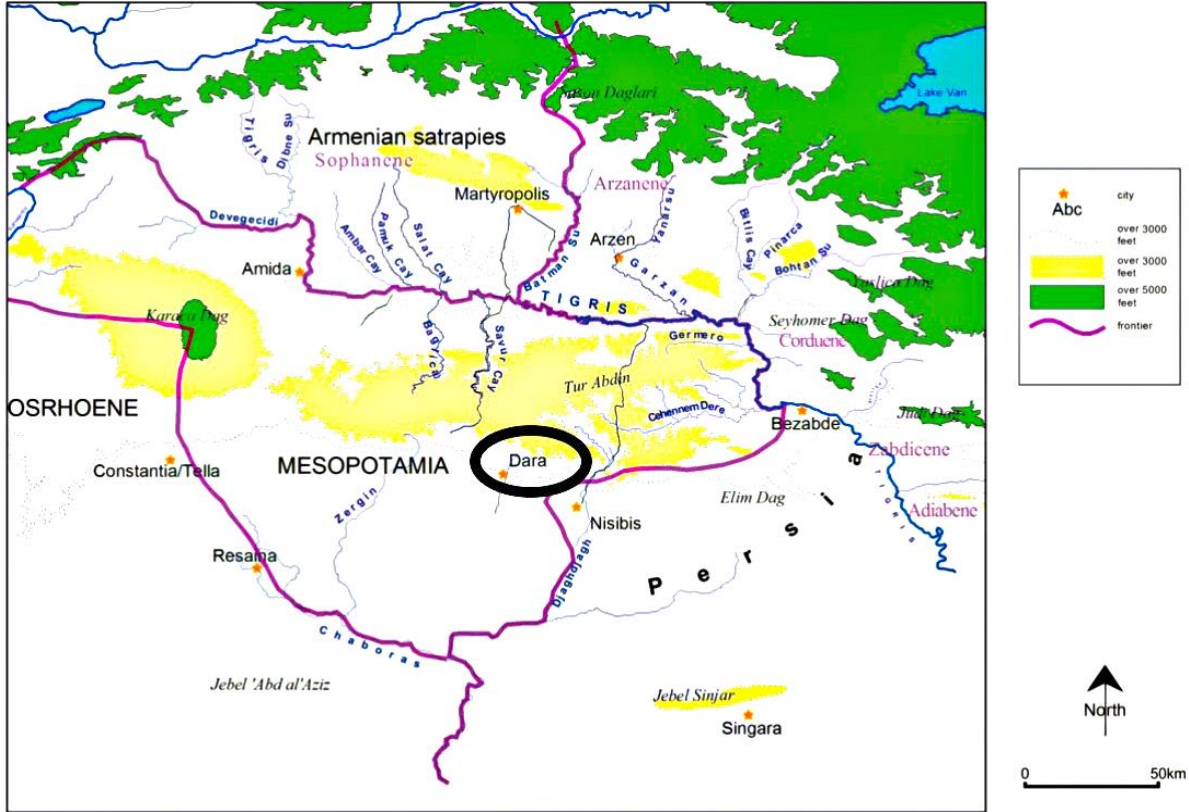 Lake Van
Armenian satrapies
Sophanene
Tigris
Dibne Su
Martyropolis
Arzanene
Devegecidi
Ambar Cay
Pamuk Cay
Salat Cay
Batman Su
Arzen
Yanarsu
Garzan
Bitlis Cay
Pinarca
Bohtan Su
Amida
TIGRIS
Seyhomer Dag
Corduene
Karaca Dag
Savur Cay
Germero
Tur Abdin
Cehennem Dere
Bezabde
Zabdicene
OSRHOENE
Constantia/Tella
MESOPOTAMIA
Dara
Elim Dag
Adiabene
TIGRIS
Zergin
Nisibis
Persia
Resaina
Djaghdjagh
Chaboras
Jebel 'Abd al'Aziz
Jebel Sinjar
Singara
Abc
city
over 3000
feet
over 3000
feet
over 5000
feet
frontier
North
0
50km